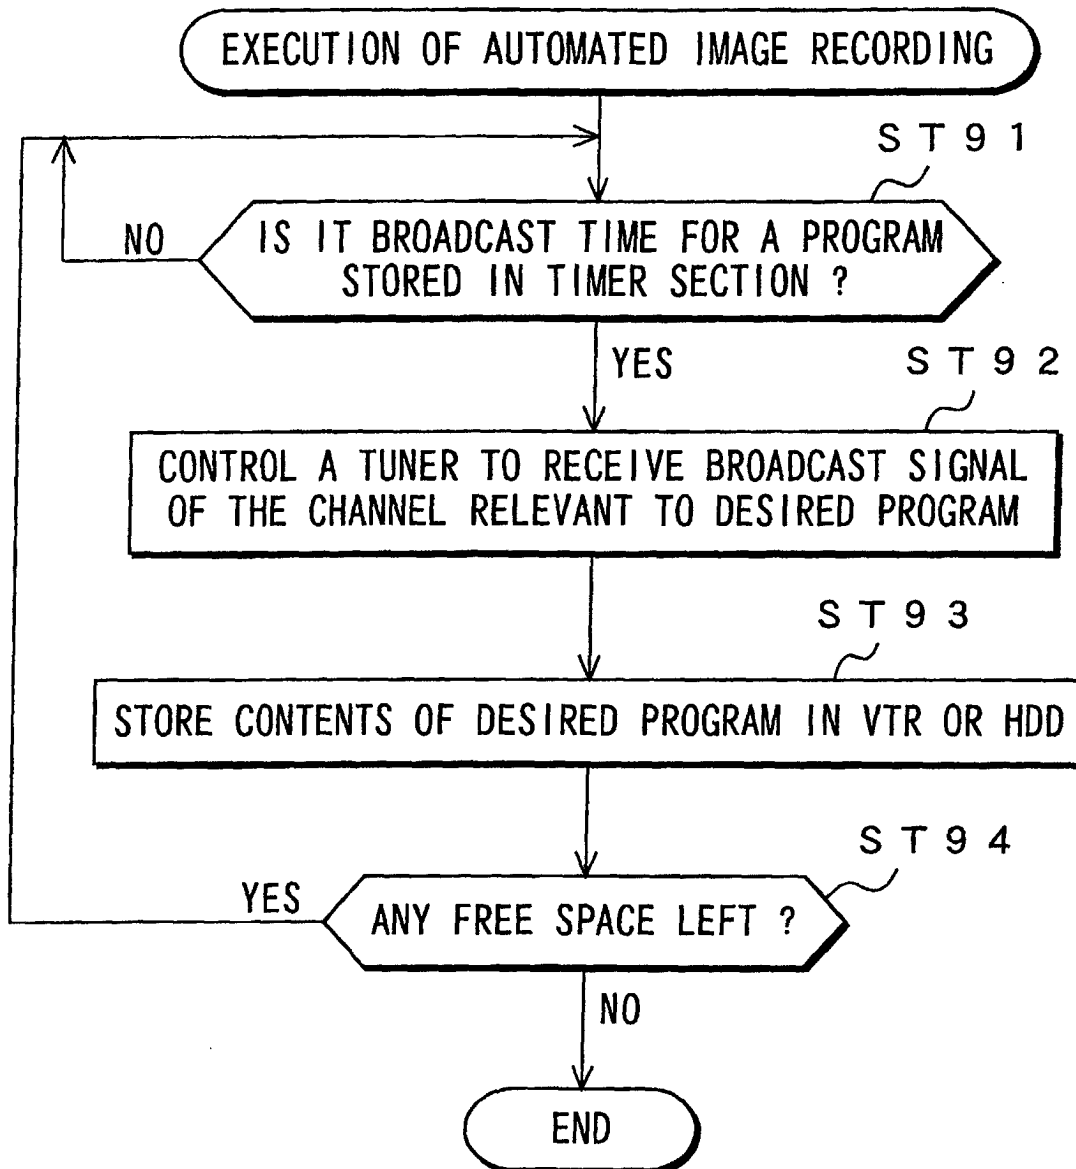 EXECUTION OF AUTOMATED IMAGE RECORDING
ST91
NO
IS IT BROADCAST TIME FOR A PROGRAM
STORED IN TIMER SECTION ?
YES
ST92
CONTROL A TUNER TO RECEIVE BROADCAST SIGNAL
OF THE CHANNEL RELEVANT TO DESIRED PROGRAM
ST93
STORE CONTENTS OF DESIRED PROGRAM IN VTR OR HDD
ST94
YES
ANY FREE SPACE LEFT ?
NO
END